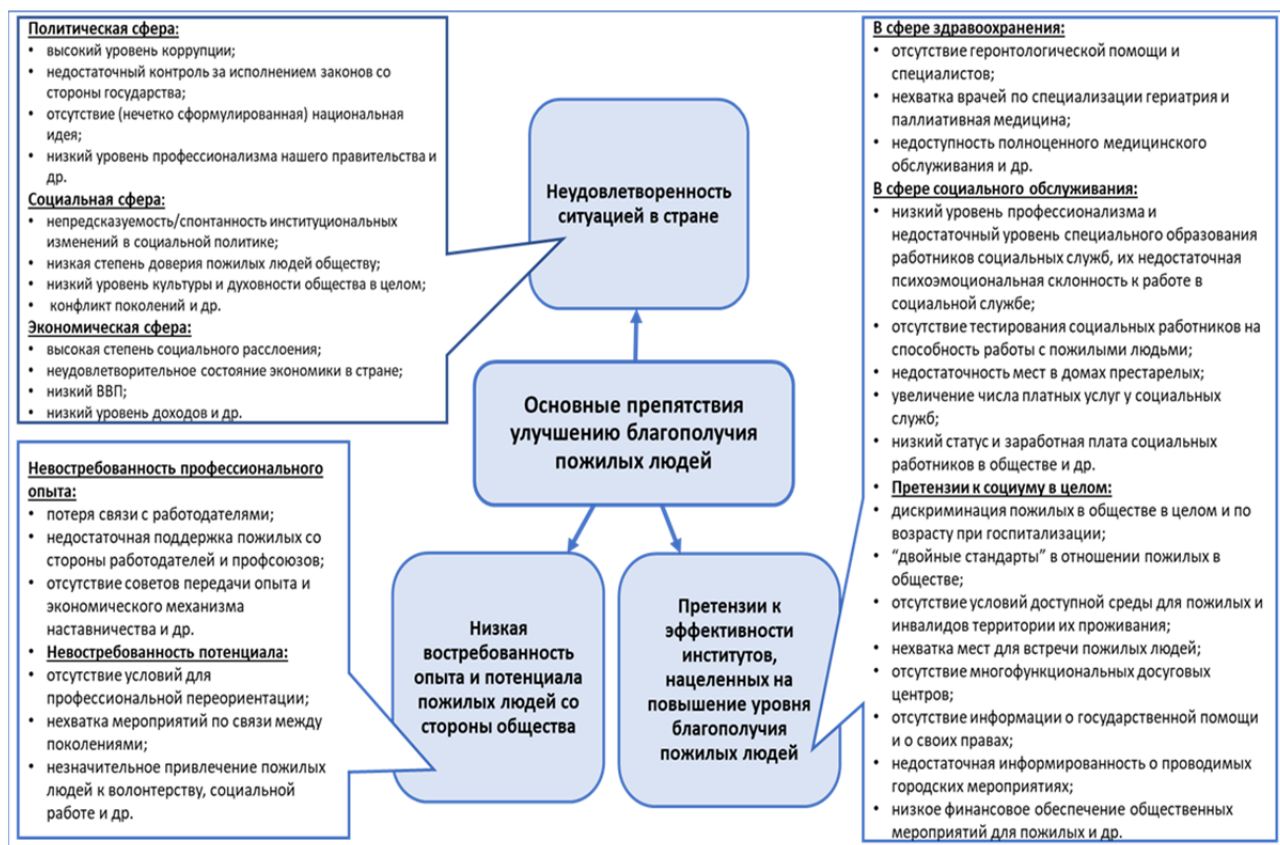 Политическая сфера:
• высокий уровень коррупции;
• недостаточный контроль за исполнением законов со
стороны государства;
• отсутствие (нечетко сформулированная) национальная
идея;
• низкий уровень профессионализма нашего правительства и
др.
Социальная сфера:
• непредсказуемость/спонтанность институциональных
изменений в социальной политике;
• низкая степень доверия пожилых людей обществу;
• низкий уровень культуры и духовности общества в целом;
• конфликт поколений и др.
Экономическая сфера:
• высокая степень социального расслоения;
• неудовлетворительное состояние экономики в стране;
• низкий ВВП;
• низкий уровень доходов и др.
Неудовлетворенность
ситуацией в стране
Основные препятствия
улучшению благополучия
пожилых людей
Невостребованность профессионального
опыта:
• потеря связи с работодателями;
• недостаточная поддержка пожилых со
стороны работодателей и профсоюзов;
• отсутствие советов передачи опыта и
экономического механизма
наставничества и др.
• Невостребованность потенциала:
• отсутствие условий для
профессиональной переориентации;
• нехватка мероприятий по связи между
поколениями;
• незначительное привлечение пожилых
людей к волонтерству, социальной
работе и др.
Низкая
востребованность
опыта и потенциала
пожилых людей со
стороны общества
Претензии к
эффективности
институтов,
нацеленных на
повышение уровня
благополучия
пожилых людей
В сфере здравоохранения:
• отсутствие геронтологической помощи и
специалистов;
• нехватка врачей по специализации гериатрия и
паллиативная медицина;
• недоступность полноценного медицинского
обслуживания и др.
В сфере социального обслуживания:
• низкий уровень профессионализма и
недостаточный уровень специального образования
работников социальных служб, их недостаточная
психоэмоциональная склонность к работе в
социальной службе;
• отсутствие тестирования социальных работников на
способность работы с пожилыми людьми;
• недостаточность мест в домах престарелых;
• увеличение числа платных услуг у социальных
служб;
• низкий статус и заработная плата социальных
работников в обществе и др.
• Претензии к социуму в целом:
• дискриминация пожилых в обществе в целом и по
возрасту при госпитализации;
• “двойные стандарты” в отношении пожилых в
обществе;
• отсутствие условий доступной среды для пожилых и
инвалидов территории их проживания;
• нехватка мест для встречи пожилых людей;
• отсутствие многофункциональных досуговых
центров;
• отсутствие информации о государственной помощи
и о своих правах;
• недостаточная информированность о проводимых
городских мероприятиях;
• низкое финансовое обеспечение общественных
мероприятий для пожилых и др.